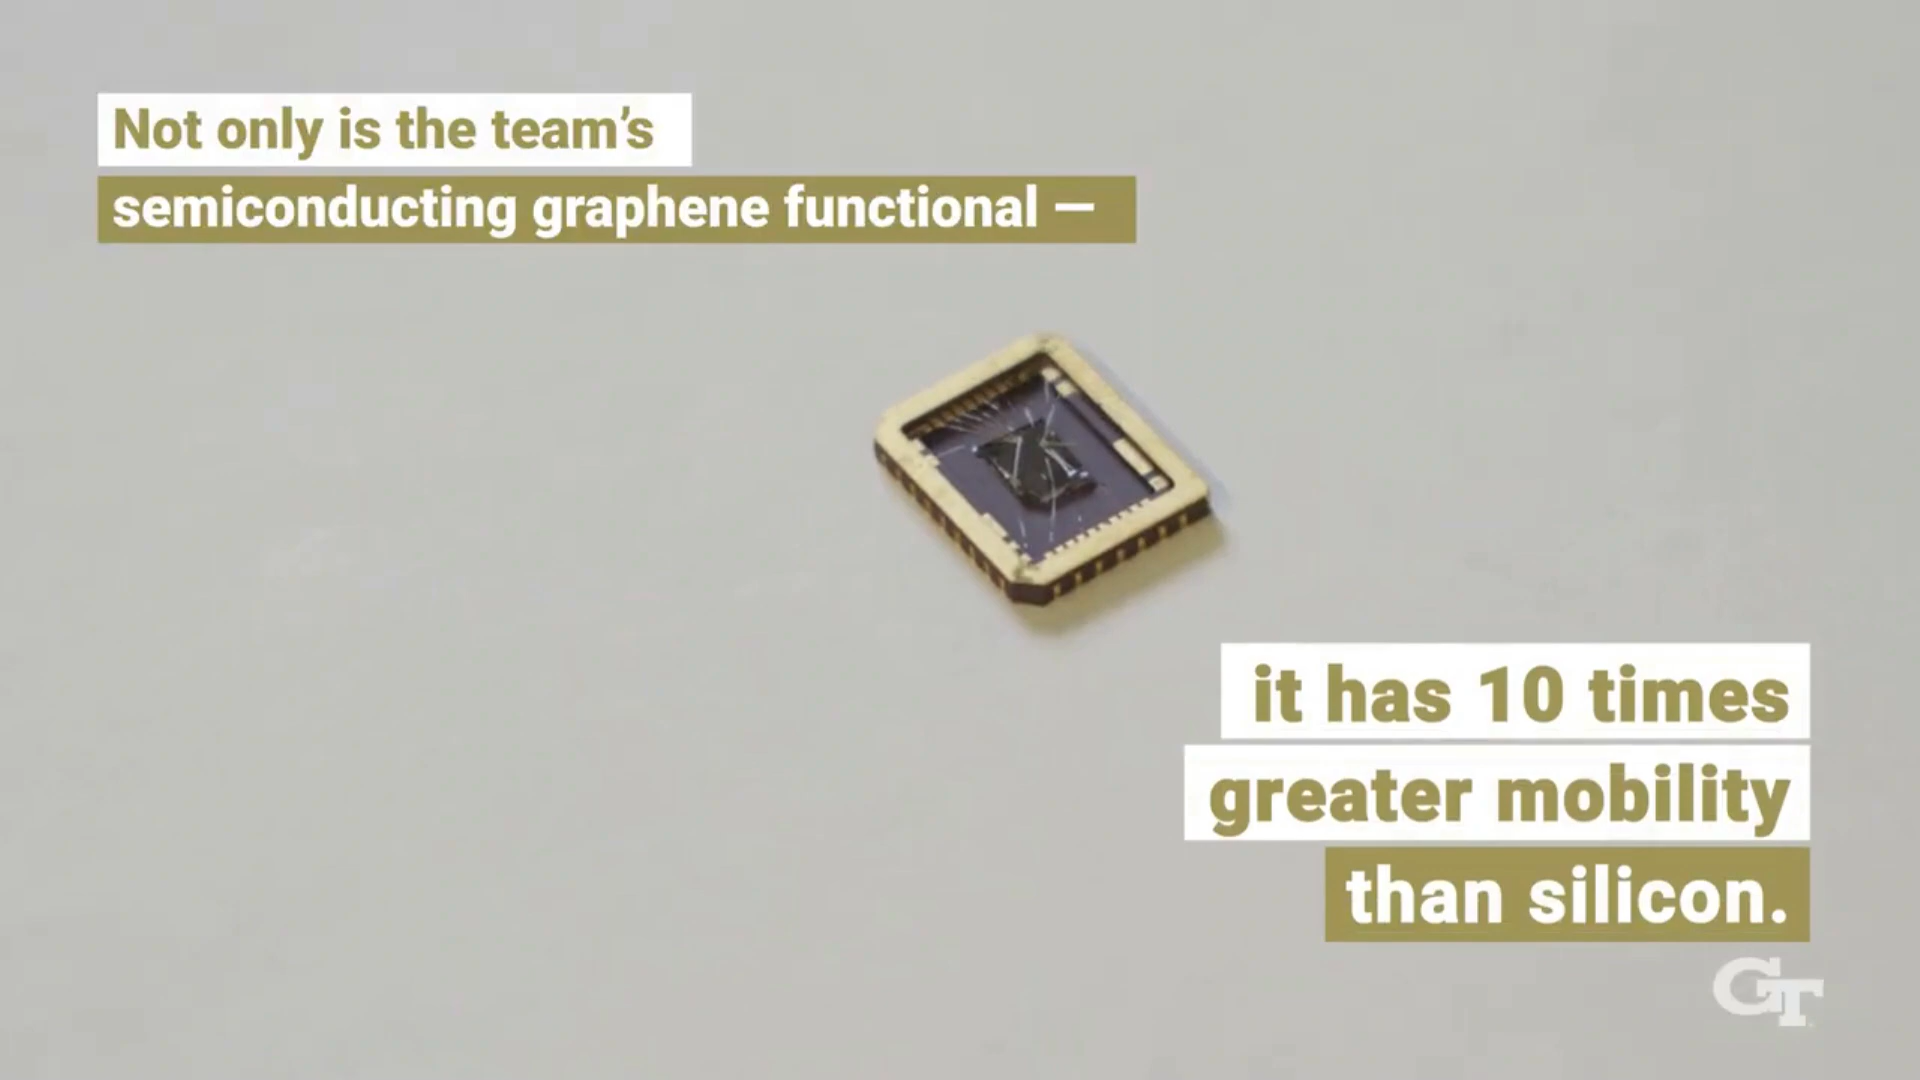 Not only is the team’s
semiconducting graphene functional —
it has 10 times
greater mobility
than silicon.
GT